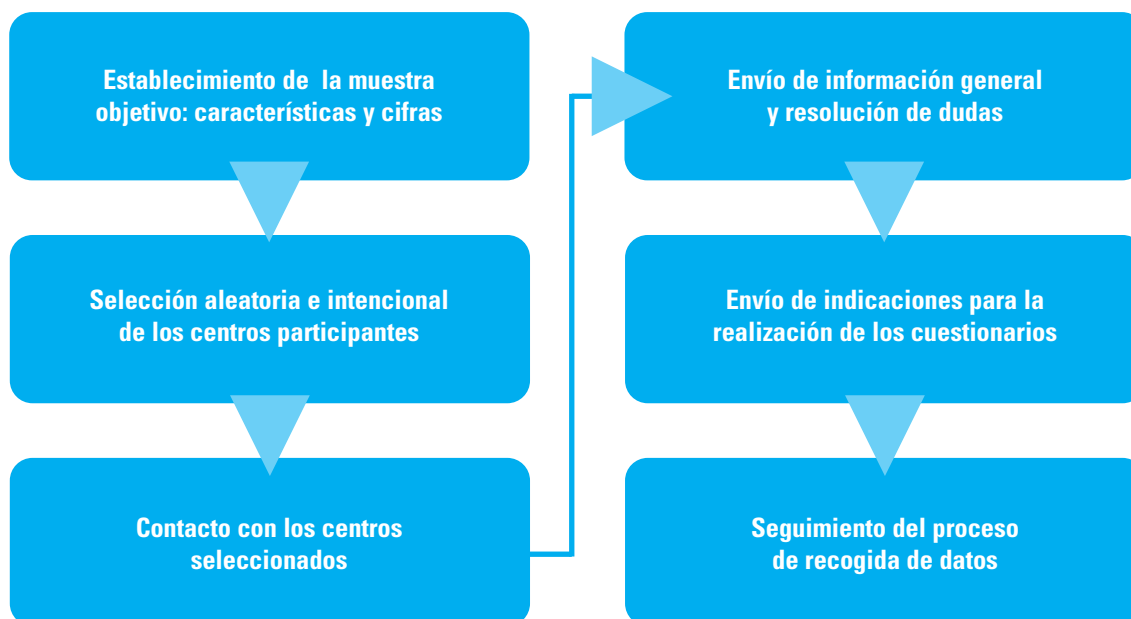 Establecimiento de la muestra
objetivo: características y cifras
Selección aleatoria e intencional
de los centros participantes
Contacto con los centros
seleccionados
Envío de información general
y resolución de dudas
Envío de indicaciones para la
realización de los cuestionarios
Seguimiento del proceso
de recogida de datos